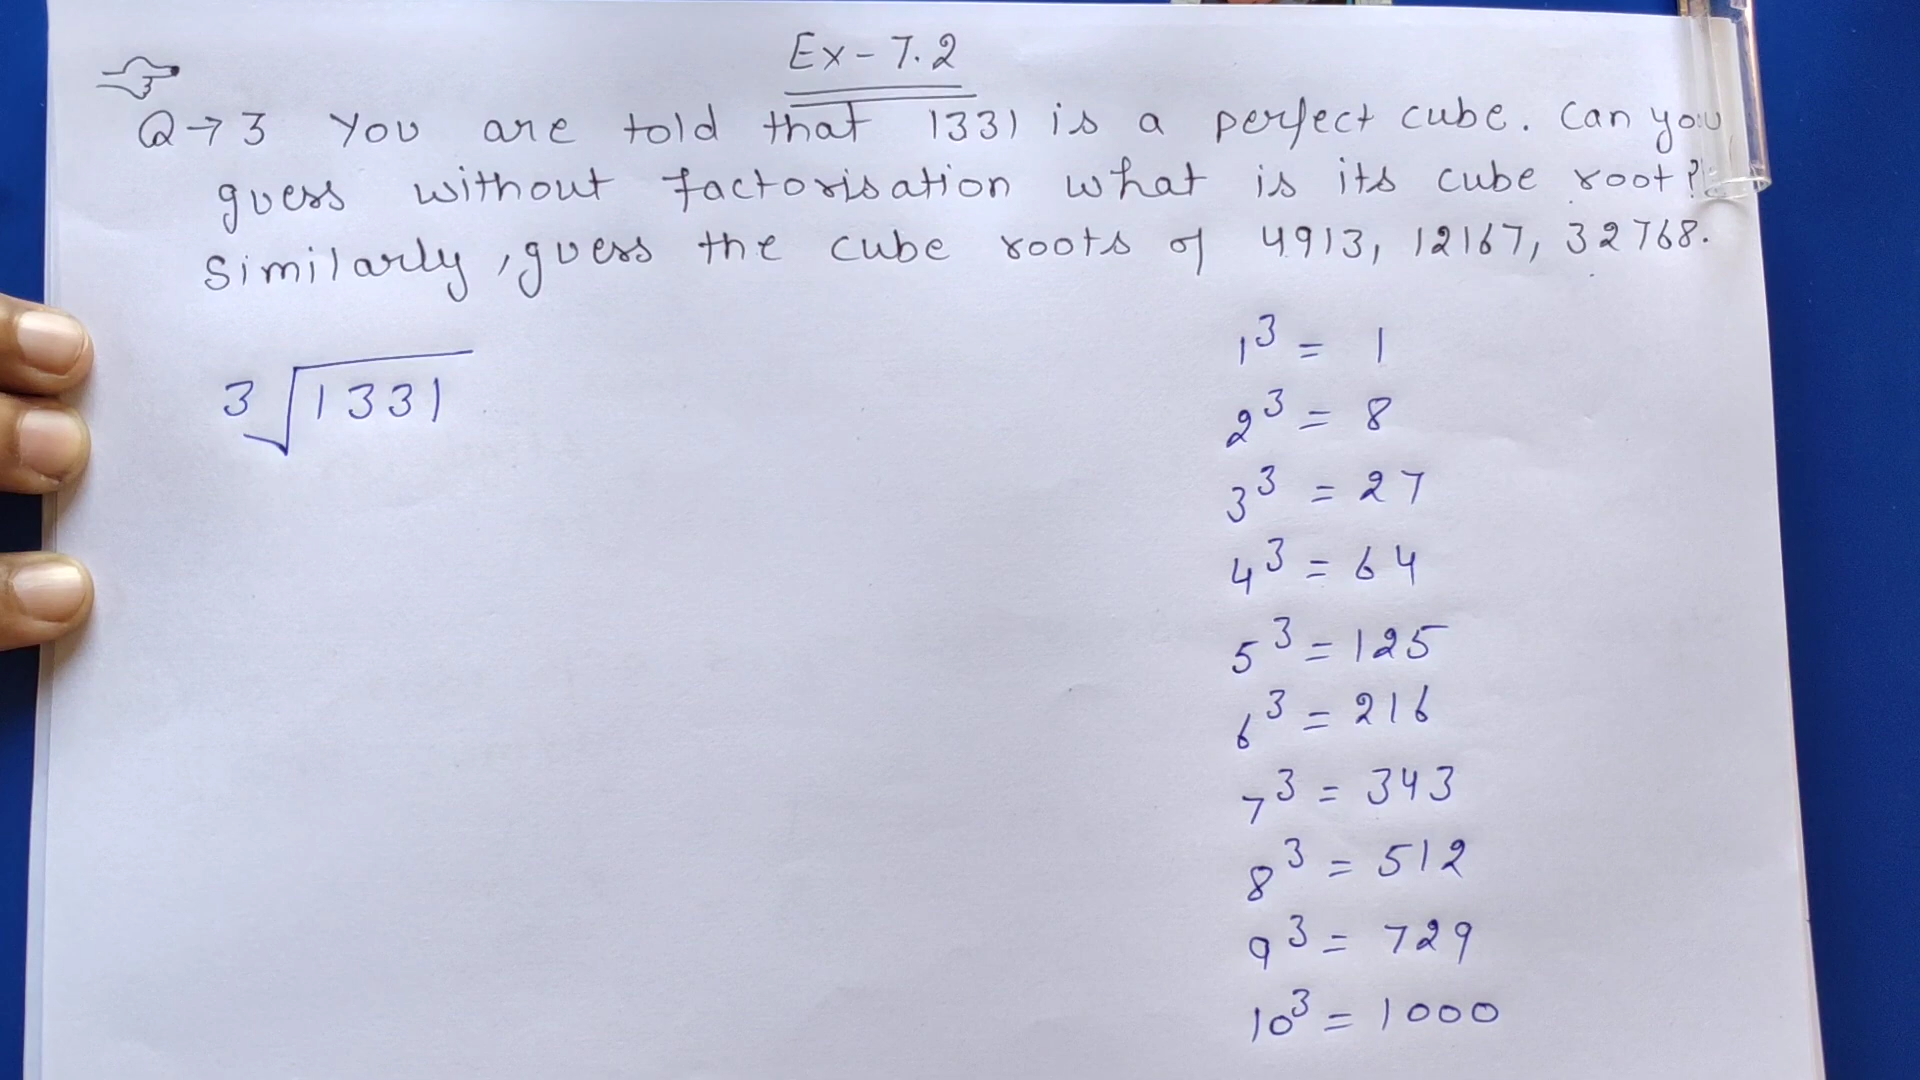 Ex-7.2
Q→3 You are told that 1331 is a perfect cube. Can you
guess without factorisation what is its cube root?
Similarly, guess the cube roots of 4913, 12167, 32768.
3√1331
1³ = 1
2³ = 8
3³ = 27
4³ = 64
5³ = 125
6³ = 216
7³ = 343
8³ = 512
9³ = 729
10³ = 1000